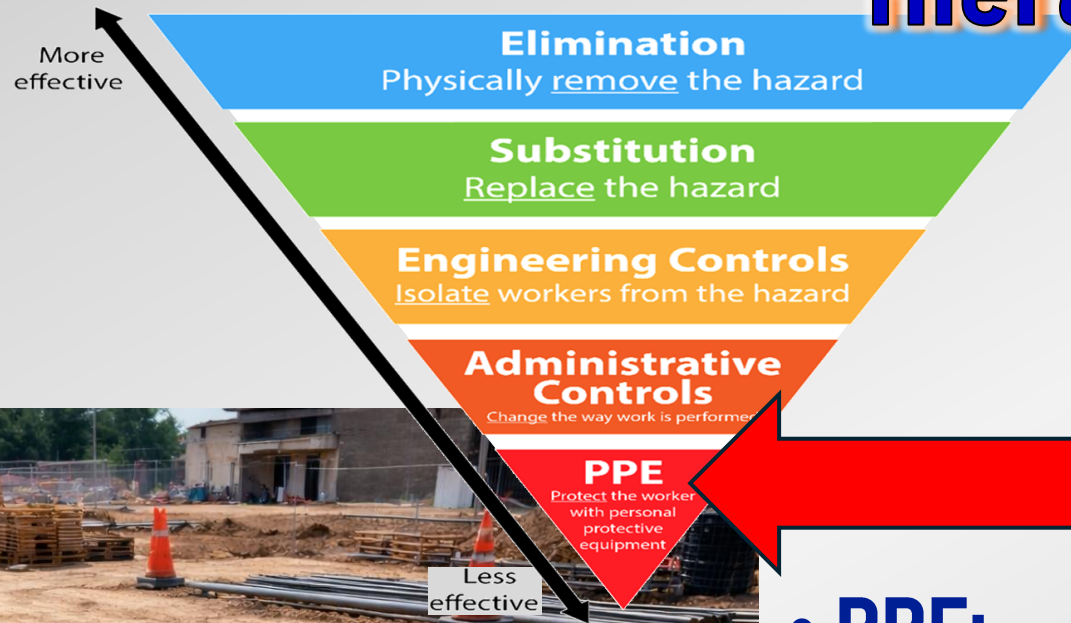 More
effective
Elimination
Physically remove the hazard
Substitution
Replace the hazard
Engineering Controls
Isolate workers from the hazard
Administrative
Controls
Change the way work is performed
PPE
Protect the worker
with personal
protective
equipment
Less
effective
• PPE: